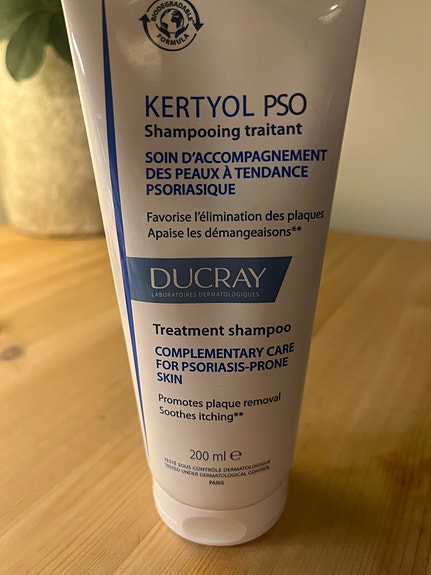 BIODEGRADABLE
FORMULA
KERTYOL PSO
Shampooing traitant
SOIN D'ACCOMPAGNEMENT
DES PEAUX À TENDANCE
PSORIASIQUE
Favorise l'élimination des plaques
Apaise les démangeaisons**
DUCRAY
LABORATOIRES DERMATOLOGIQUES
Treatment shampoo
COMPLEMENTARY CARE
FOR PSORIASIS-PRONE
SKIN
Promotes plaque removal
Soothes itching**
200 ml ℮
TESTÉ SOUS CONTRÔLE DERMATOLOGIQUE
TESTED UNDER DERMATOLOGICAL CONTROL
PARIS